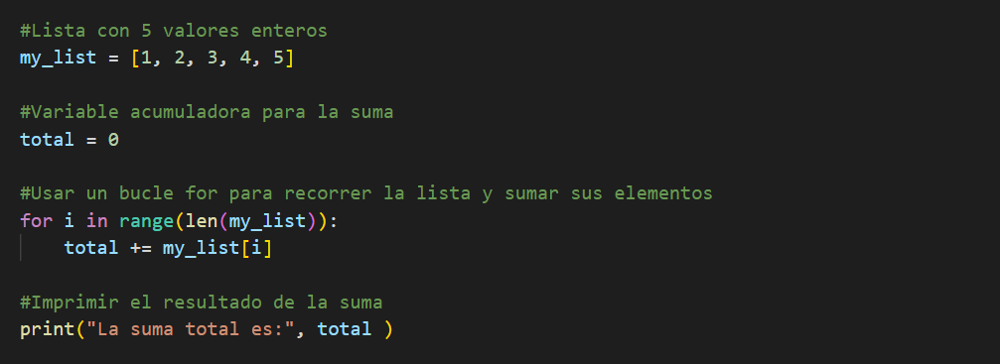 #Lista con 5 valores enteros
my_list = [1, 2, 3, 4, 5]
#Variable acumuladora para la suma
total = 0
#Usar un bucle for para recorrer la lista y sumar sus elementos
for i in range(len(my_list)):
    total += my_list[i]
#Imprimir el resultado de la suma
print("La suma total es:", total )